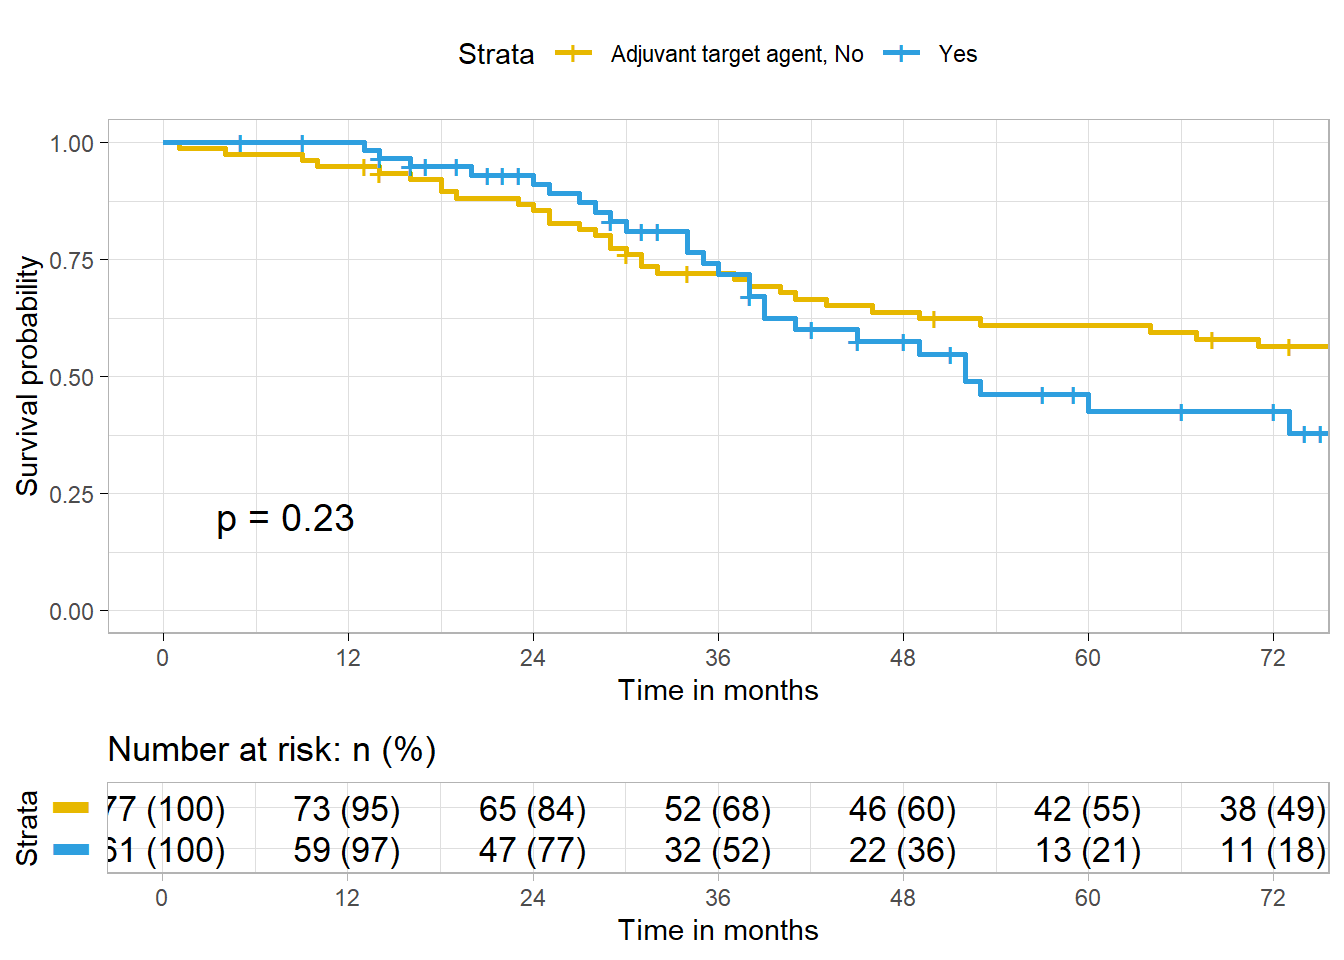 Strata Adjuvant target agent, No Yes
1.00
0.75
0.50
0.25
0.00
Survival probability
p = 0.23
0 12 24 36 48 60 72
Time in months
Number at risk: n (%)
Strata
77 (100) 73 (95) 65 (84) 52 (68) 46 (60) 42 (55) 38 (49)
61 (100) 59 (97) 47 (77) 32 (52) 22 (36) 13 (21) 11 (18)
0 12 24 36 48 60 72
Time in months